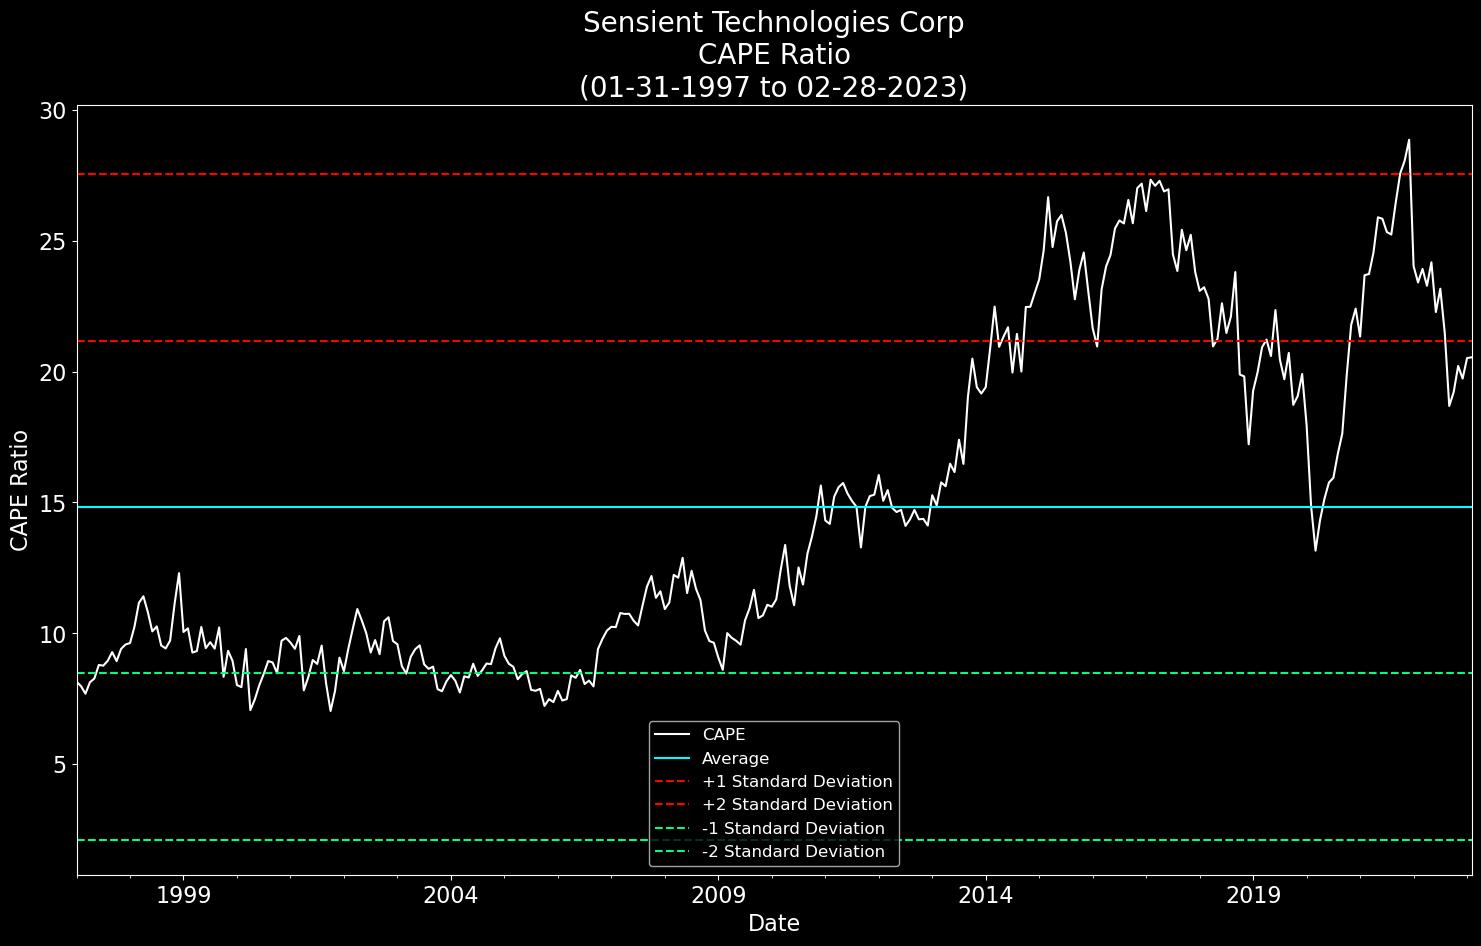 Sensient Technologies Corp
CAPE Ratio
(01-31-1997 to 02-28-2023)
30
25
20
15
10
5
CAPE Ratio
CAPE
Average
+1 Standard Deviation
+2 Standard Deviation
-1 Standard Deviation
-2 Standard Deviation
1999 2004 2009 2014 2019
Date